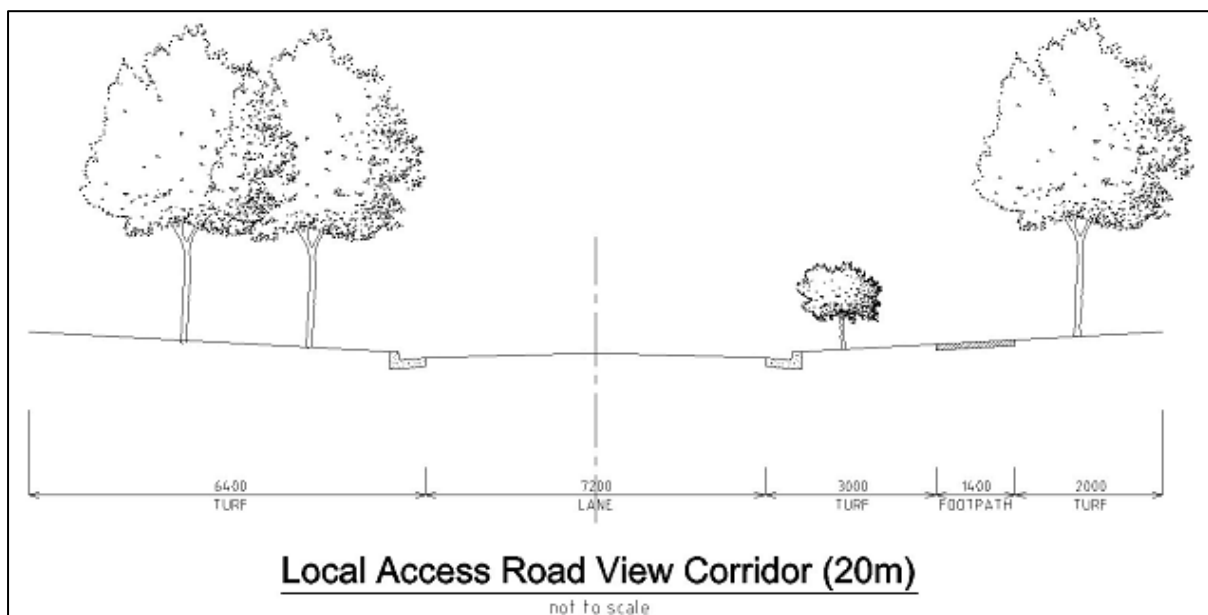 6400 7200 3000 1400 2000
TURF LANE TURF FOOTPATH TURF
Local Access Road View Corridor (20m)
not to scale